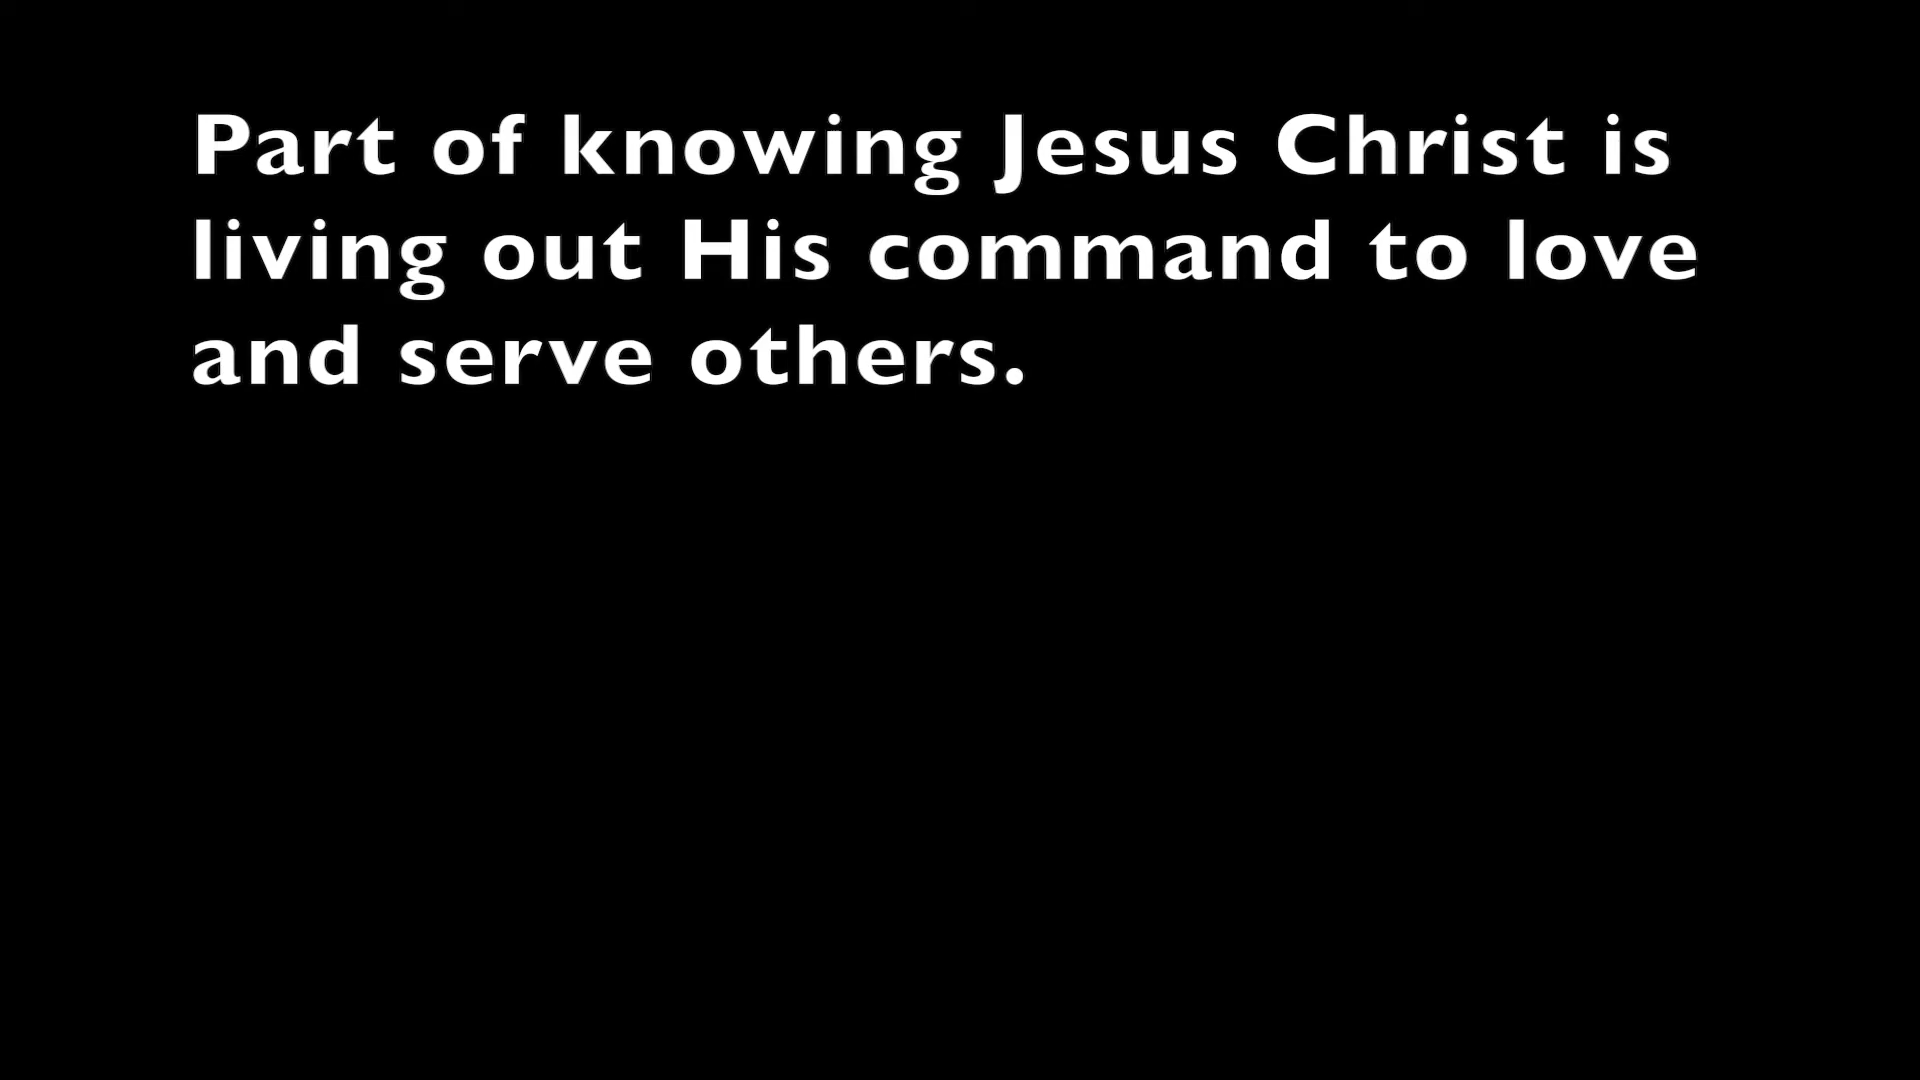 Part of knowing Jesus Christ is
living out His command to love
and serve others.